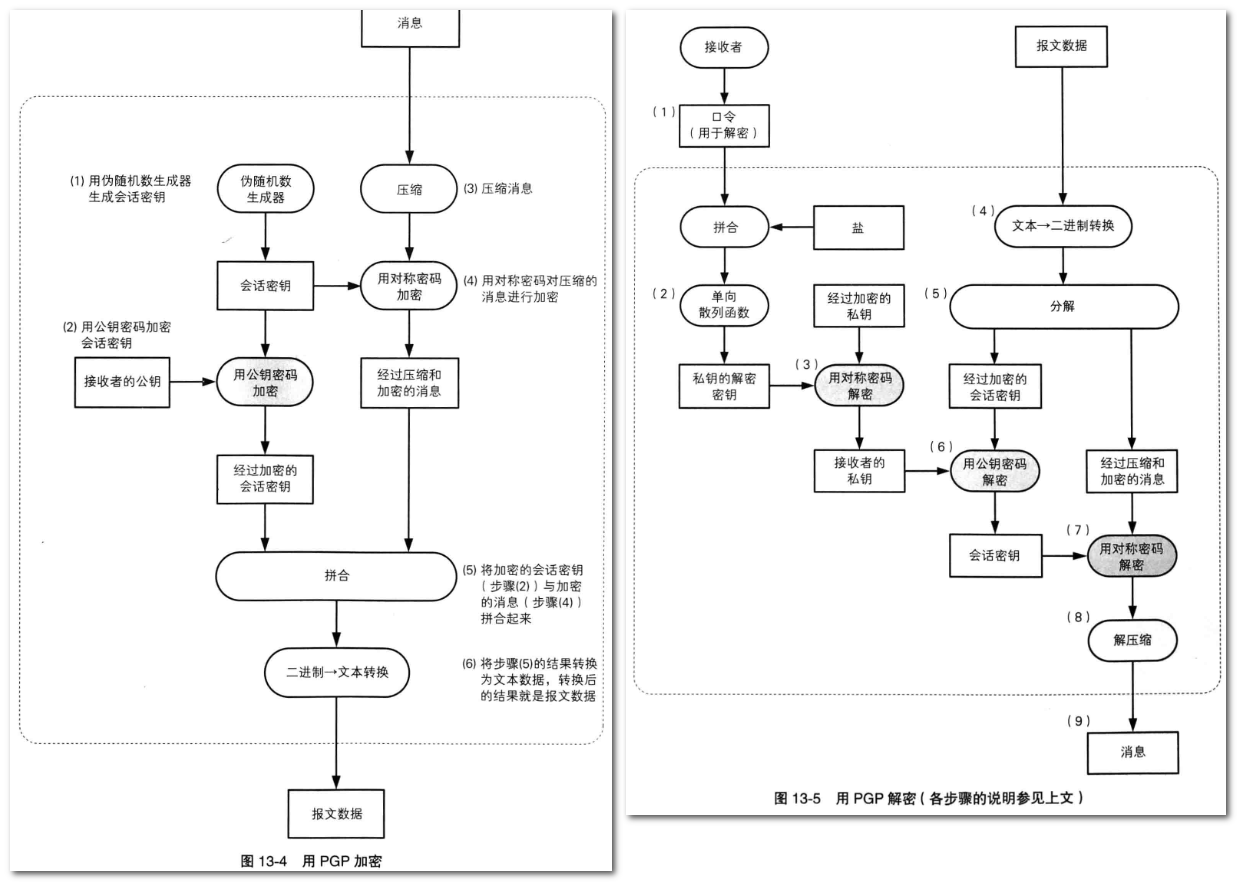 消息
(1) 用伪随机数生成器
生成会话密钥
伪随机数
生成器
压缩
(3) 压缩消息
会话密钥
用对称密码
加密
(4) 用对称密码对压缩的
消息进行加密
(2) 用公钥密码加密
会话密钥
接收者的公钥
用公钥密码
加密
经过压缩和
加密的消息
经过加密的
会话密钥
拼合
(5) 将加密的会话密钥
(步骤(2))与加密
的消息(步骤(4))
拼合起来
二进制→文本转换
(6) 将步骤(5)的结果转换
为文本数据，转换后
的结果就是报文数据
报文数据
图 13-4 用 PGP 加密
接收者
报文数据
(1)
口令
(用于解密)
拼合
盐
(4)
文本→二进制转换
(2)
单向
散列函数
经过加密的
私钥
(5)
分解
私钥的解密
密钥
(3)
用对称密码
解密
经过加密的
会话密钥
接收者的
私钥
(6)
用公钥密码
解密
经过压缩和
加密的消息
会话密钥
(7)
用对称密码
解密
(8)
解压缩
(9)
消息
图 13-5 用 PGP 解密(各步骤的说明参见上文)